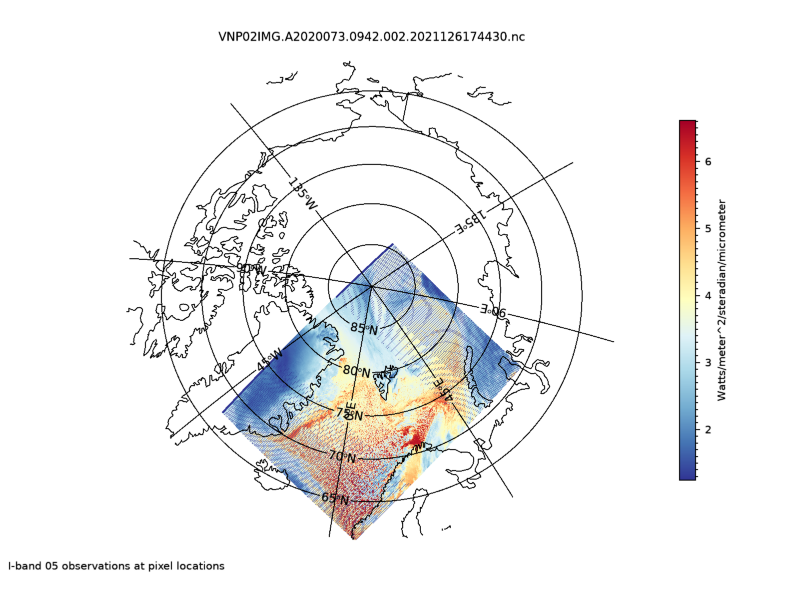 VNP02IMG.A2020073.0942.002.2021126174430.nc
135°W
135°E
90°W
90°E
6
5
4
3
2
Watts/meter^2/steradian/micrometer
85°N
45°W
80°N
45°E
0°E
75°N
70°N
65°N
I-band 05 observations at pixel locations